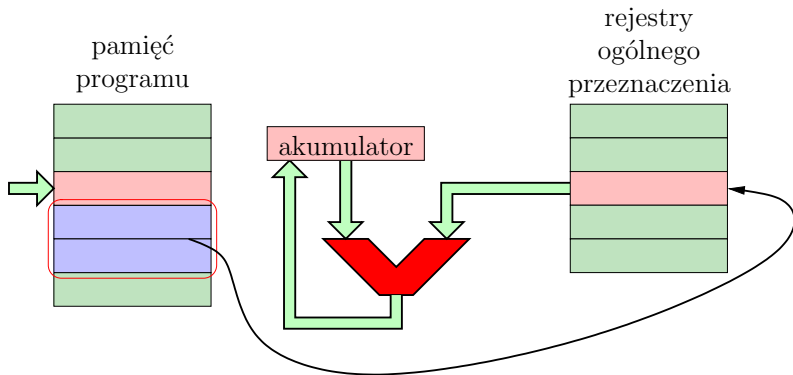 pamięć
programu
akumulator
rejestry
ogólnego
przeznaczenia